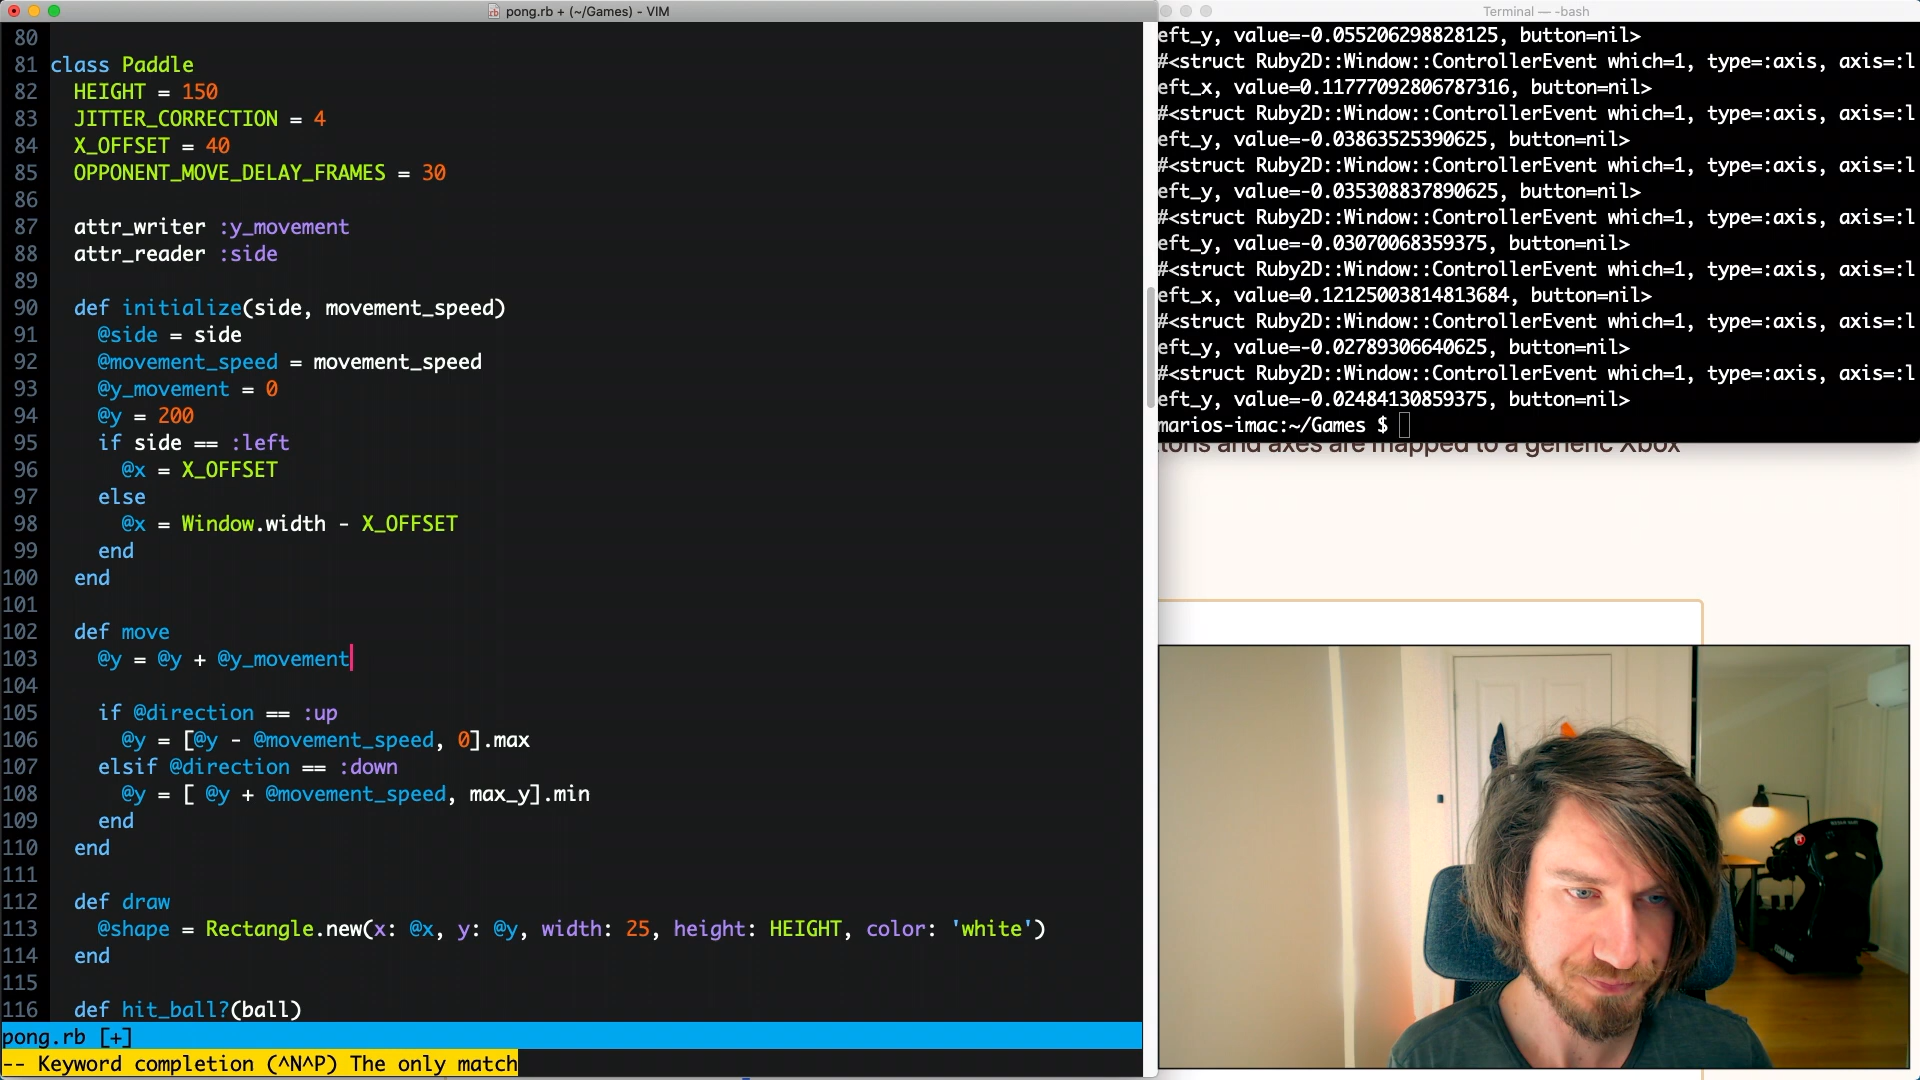 pong.rb + (~/Games) - VIM
80
81 class Paddle
82   HEIGHT = 150
83   JITTER_CORRECTION = 4
84   X_OFFSET = 40
85   OPPONENT_MOVE_DELAY_FRAMES = 30
86
87   attr_writer :y_movement
88   attr_reader :side
89
90   def initialize(side, movement_speed)
91     @side = side
92     @movement_speed = movement_speed
93     @y_movement = 0
94     @y = 200
95     if side == :left
96       @x = X_OFFSET
97     else
98       @x = Window.width - X_OFFSET
99     end
100   end
101
102   def move
103     @y = @y + @y_movement
104
105     if @direction == :up
106       @y = [@y - @movement_speed, 0].max
107     elsif @direction == :down
108       @y = [ @y + @movement_speed, max_y].min
109     end
110   end
111
112   def draw
113     @shape = Rectangle.new(x: @x, y: @y, width: 25, height: HEIGHT, color: 'white')
114   end
115
116   def hit_ball?(ball)
pong.rb [+]
-- Keyword completion (^N^P) The only match
Terminal — -bash
eft_y, value=-0.055206298828125, button=nil>
#<struct Ruby2D::Window::ControllerEvent which=1, type=:axis, axis=:l
eft_x, value=0.11777092806787316, button=nil>
#<struct Ruby2D::Window::ControllerEvent which=1, type=:axis, axis=:l
eft_y, value=-0.03863525390625, button=nil>
#<struct Ruby2D::Window::ControllerEvent which=1, type=:axis, axis=:l
eft_y, value=-0.035308837890625, button=nil>
#<struct Ruby2D::Window::ControllerEvent which=1, type=:axis, axis=:l
eft_y, value=-0.03070068359375, button=nil>
#<struct Ruby2D::Window::ControllerEvent which=1, type=:axis, axis=:l
eft_x, value=0.12125003814813684, button=nil>
#<struct Ruby2D::Window::ControllerEvent which=1, type=:axis, axis=:l
eft_y, value=-0.02789306640625, button=nil>
#<struct Ruby2D::Window::ControllerEvent which=1, type=:axis, axis=:l
eft_y, value=-0.02484130859375, button=nil>
marios-imac:~/Games $
tons and axes are mapped to a generic Xbox